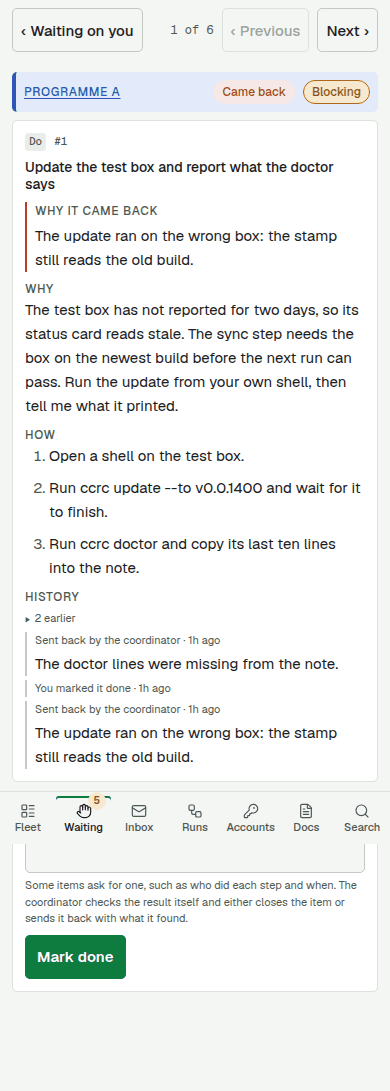 ‹ Waiting on you
1 of 6
‹ Previous
Next ›
PROGRAMME A
Came back
Blocking
Do
#1
Update the test box and report what the doctor
says
WHY IT CAME BACK
The update ran on the wrong box: the stamp
still reads the old build.
WHY
The test box has not reported for two days, so its
status card reads stale. The sync step needs the
box on the newest build before the next run can
pass. Run the update from your own shell, then
tell me what it printed.
HOW
1. Open a shell on the test box.
2. Run ccrc update --to v0.0.1400 and wait for it
to finish.
3. Run ccrc doctor and copy its last ten lines
into the note.
HISTORY
▸ 2 earlier
Sent back by the coordinator · 1h ago
The doctor lines were missing from the note.
You marked it done · 1h ago
Sent back by the coordinator · 1h ago
The update ran on the wrong box: the stamp
still reads the old build.
5
Fleet
Waiting
Inbox
Runs
Accounts
Docs
Search
Some items ask for one, such as who did each step and when. The
coordinator checks the result itself and either closes the item or
sends it back with what it found.
Mark done